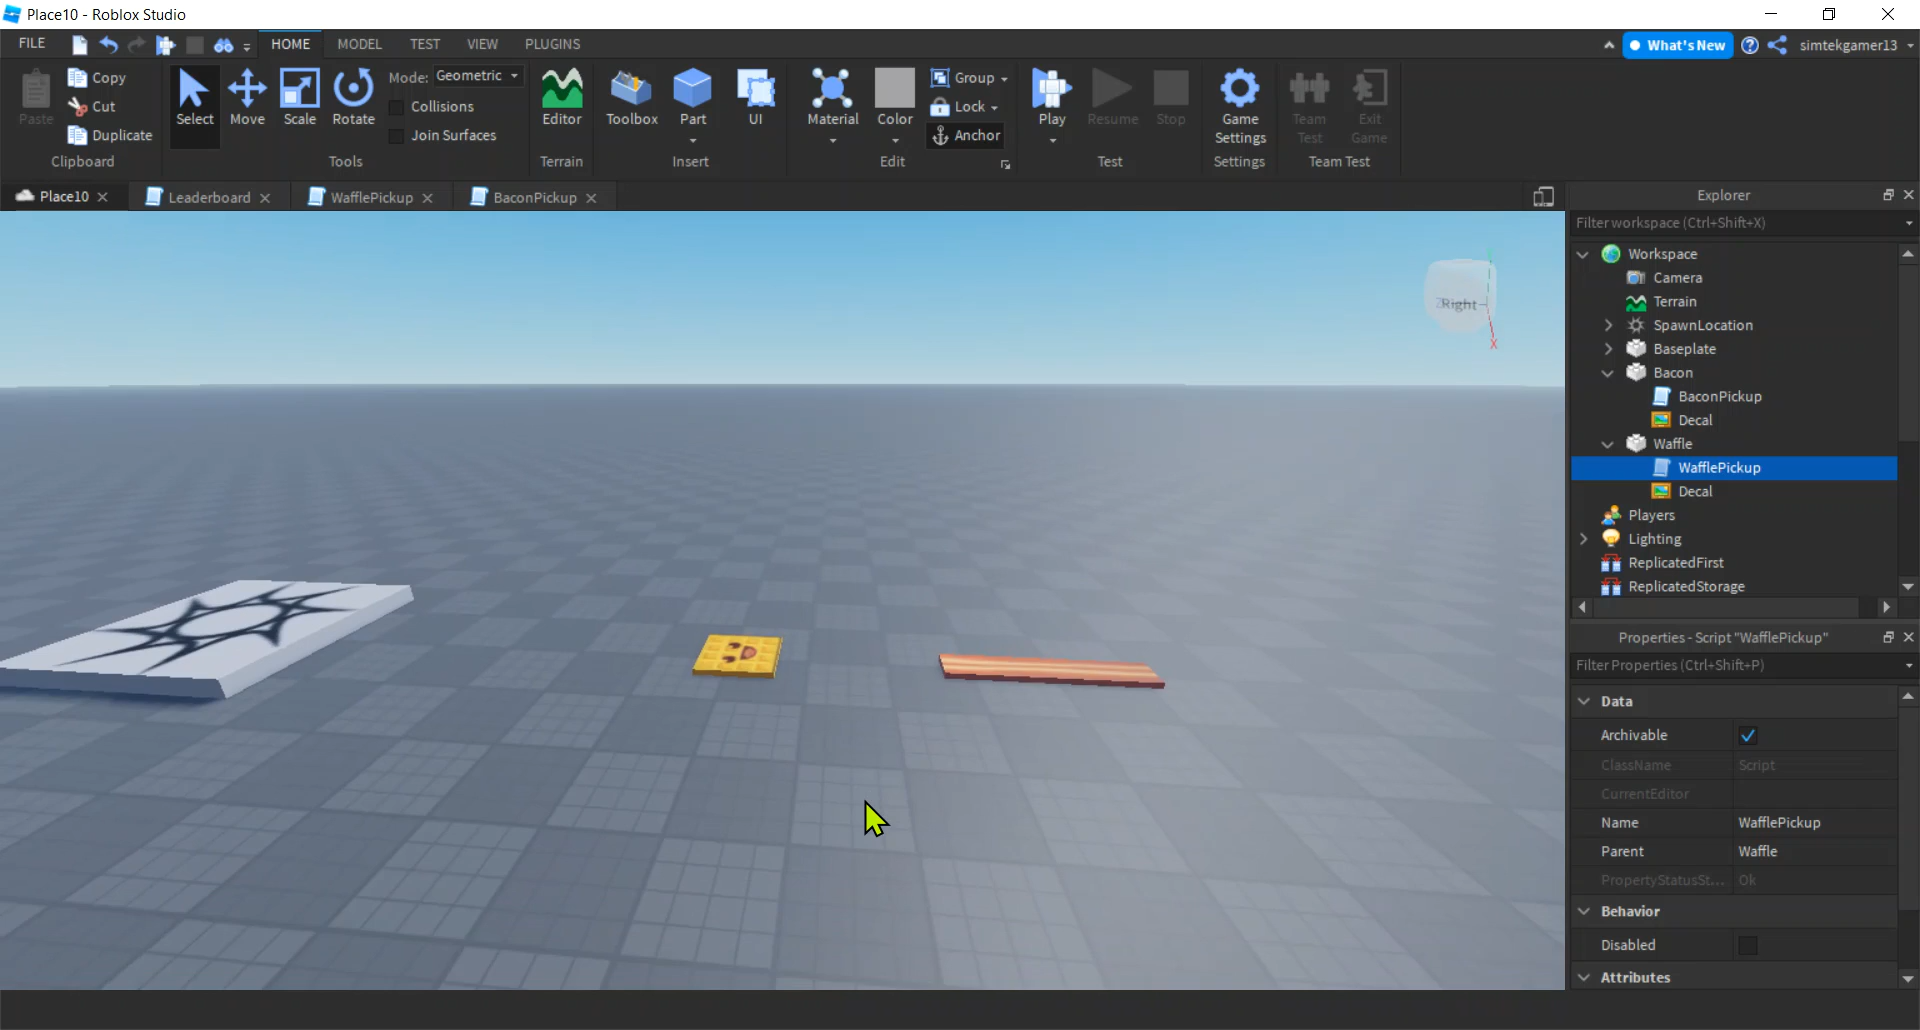 Place10 - Roblox Studio
FILE HOME MODEL TEST VIEW PLUGINS What's New simtekgamer13
Paste Copy Cut Duplicate Clipboard
Select Move Scale Rotate Mode: Geometric Collisions Join Surfaces Tools
Editor Terrain
Toolbox Part UI Insert
Material Color Group Lock Anchor Edit
Play Resume Stop Test
Game Settings Settings
Team Test Exit Game Team Test
Place10 Leaderboard WafflePickup BaconPickup
Right
X
Explorer
Filter workspace (Ctrl+Shift+X)
Workspace
Camera
Terrain
SpawnLocation
Baseplate
Bacon
BaconPickup
Decal
Waffle
WafflePickup
Decal
Players
Lighting
ReplicatedFirst
ReplicatedStorage
Properties - Script "WafflePickup"
Filter Properties (Ctrl+Shift+P)
Data
Archivable
ClassName Script
CurrentEditor
Name WafflePickup
Parent Waffle
PropertyStatusSt... Ok
Behavior
Disabled
Attributes